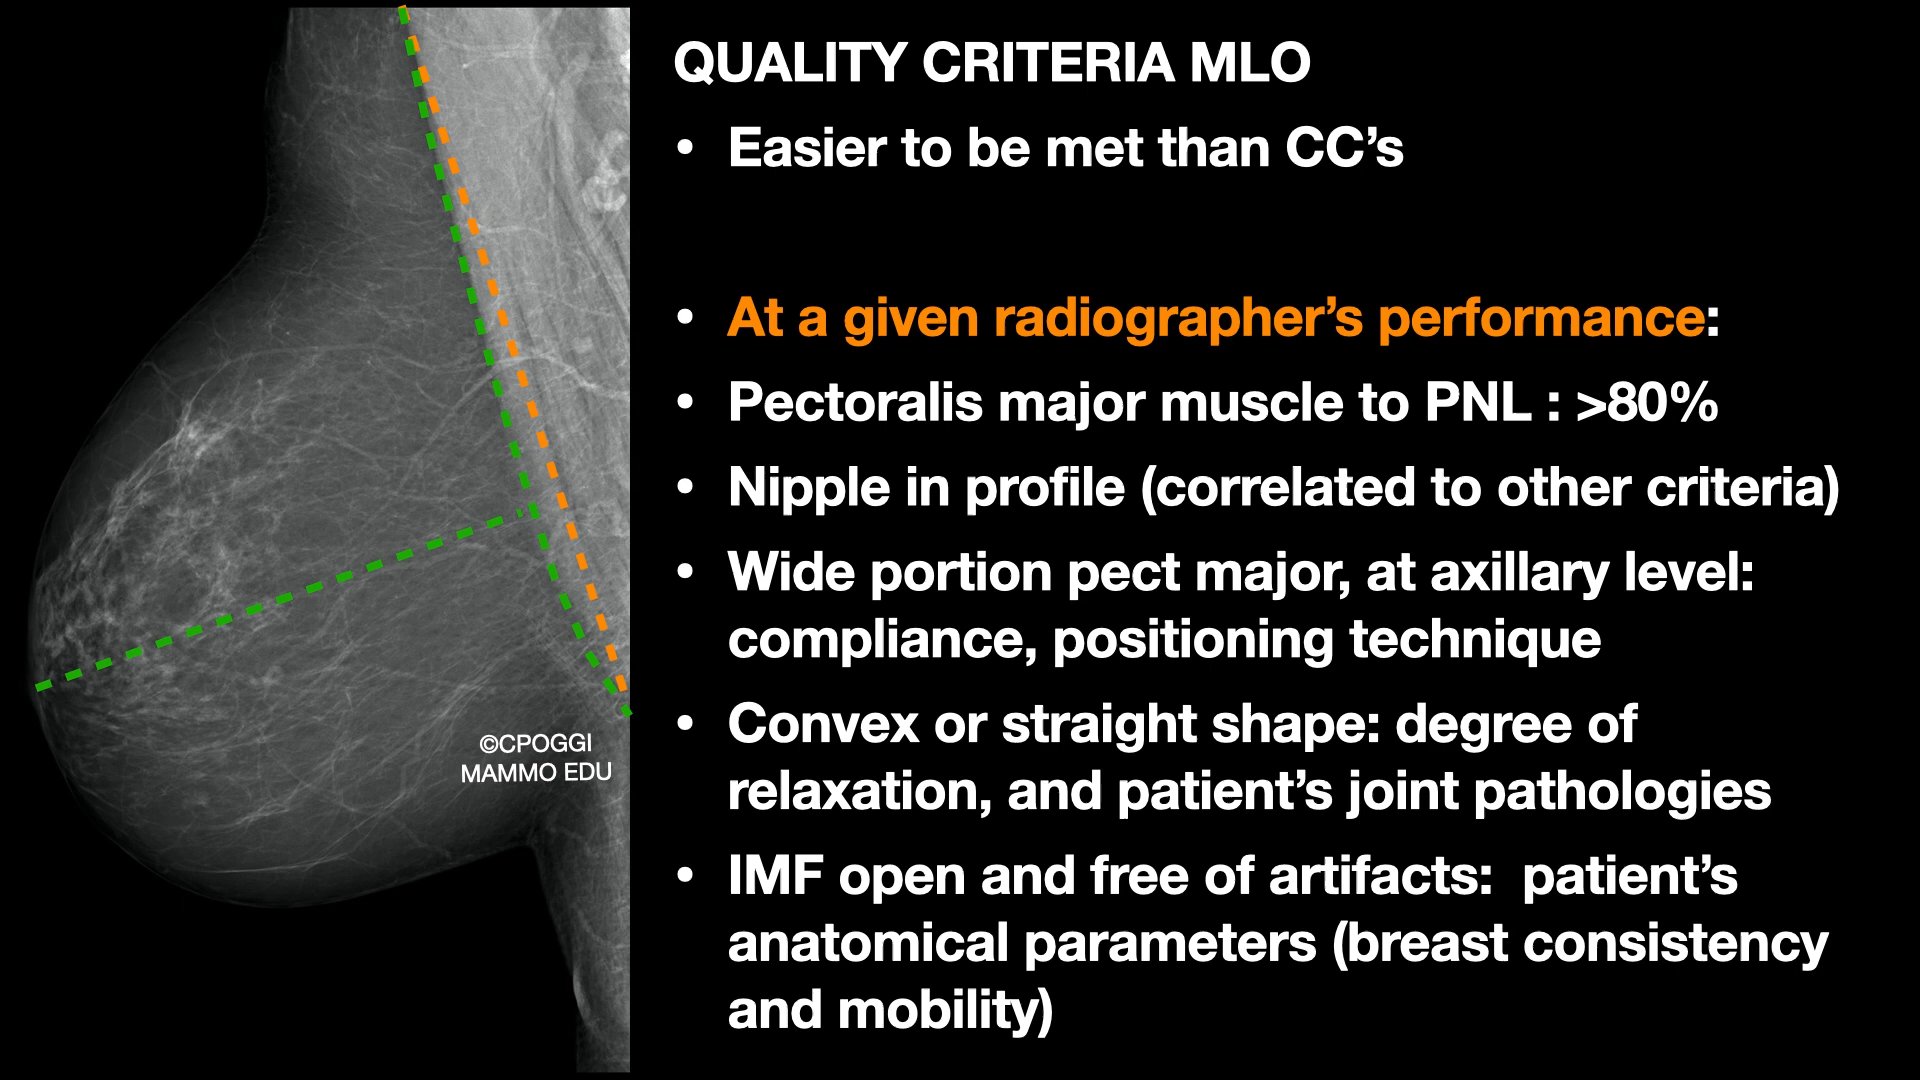 QUALITY CRITERIA MLO
• Easier to be met than CC’s
• At a given radiographer’s performance:
• Pectoralis major muscle to PNL : >80%
• Nipple in profile (correlated to other criteria)
• Wide portion pect major, at axillary level:
compliance, positioning technique
• Convex or straight shape: degree of
relaxation, and patient’s joint pathologies
• IMF open and free of artifacts:  patient’s
anatomical parameters (breast consistency
and mobility)
©CPOGGI
MAMMO EDU